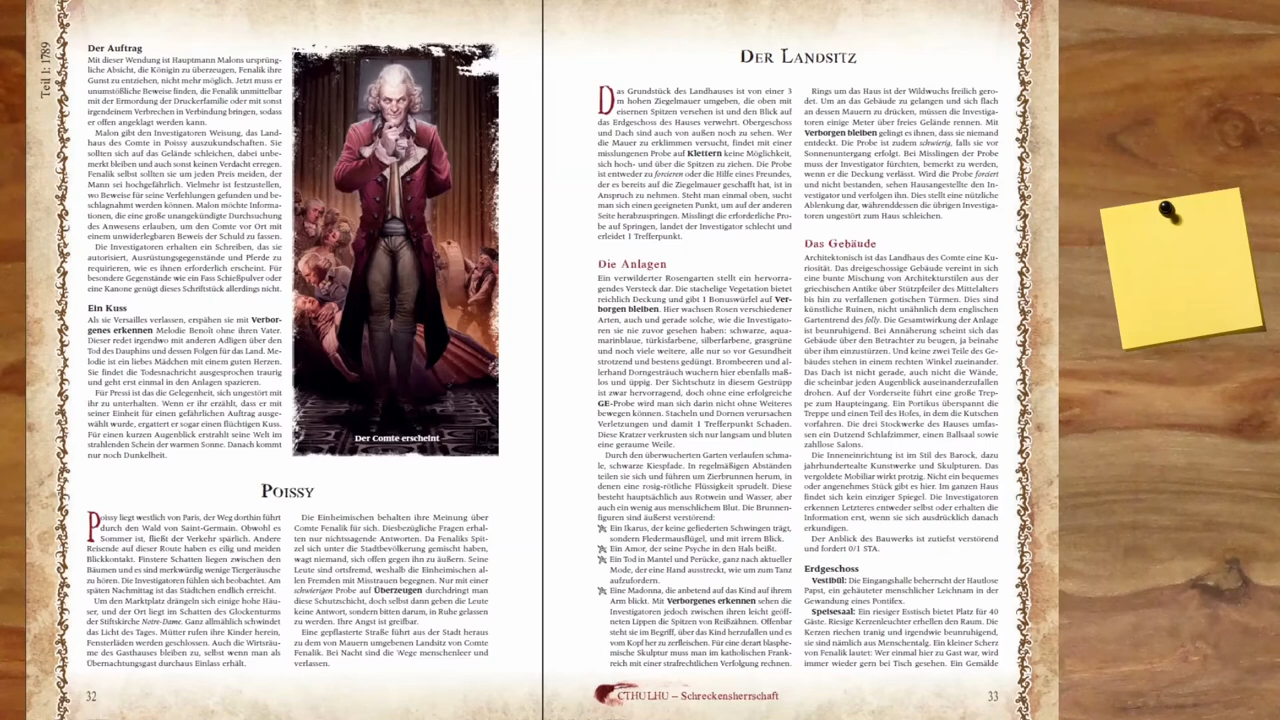 Teil 1: 1789
Der Auftrag
Mit dieser Wendung ist Hauptmann Malons ursprüng-
liche Absicht, die Königin zu überzeugen, Fenalik ihre
Gunst zu entziehen, nicht mehr möglich. Jetzt muss er
unumstößliche Beweise finden, die Fenalik unmittelbar
mit der Ermordung der Druckerfamilie oder mit sonst
irgendeinem Verbrechen in Verbindung bringen, sodass
er offen angeklagt werden kann.
Malon gibt den Investigatoren Weisung, das Land-
haus des Comte in Poissy auszukundschaften. Sie
sollten sich auf das Gelände schleichen, dabei unbe-
merkt bleiben und auch sonst keinen Verdacht erregen.
Fenalik selbst sollten sie um jeden Preis meiden, der
Mann sei hochgefährlich. Vielmehr ist festzustellen,
wo Beweise für seine Verfehlungen gefunden und be-
schlagnahmt werden können. Malon möchte Informa-
tionen, die eine große unangekündigte Durchsuchung
des Anwesens erlauben, um den Comte vor Ort mit
einem unwiderlegbaren Beweis der Schuld zu fassen.
Die Investigatoren erhalten ein Schreiben, das sie
autorisiert, Ausrüstungsgegenstände und Pferde zu
requirieren, wie es ihnen erforderlich erscheint. Für
besondere Gegenstände wie ein Fass Schießpulver oder
eine Kanone genügt dieses Schriftstück allerdings nicht.
Ein Kuss
Als sie Versailles verlassen, erspähen sie mit Verbor-
genes erkennen Melodie Benoît ohne ihren Vater.
Dieser redet irgendwo mit anderen Adligen über den
Tod des Dauphins und dessen Folgen für das Land. Me-
lodie ist ein liebes Mädchen mit einem guten Herzen.
Sie findet die Todesnachricht ausgesprochen traurig
und geht erst einmal in den Anlagen spazieren.
Für Pressi ist das die Gelegenheit, sich ungestört mit
ihr zu unterhalten. Wenn er ihr erzählt, dass er mit
seiner Einheit für einen gefährlichen Auftrag ausge-
wählt wurde, ergattert er sogar einen flüchtigen Kuss.
Für einen kurzen Augenblick erstrahlt seine Welt im
strahlenden Schein der warmen Sonne. Danach kommt
nur noch Dunkelheit.
Der Comte erscheint
Poissy
Poissy liegt westlich von Paris, der Weg dorthin führt
durch den Wald von Saint-Germain. Obwohl es
Sommer ist, fließt der Verkehr spärlich. Andere
Reisende auf dieser Route haben es eilig und meiden
Blickkontakt. Finstere Schatten liegen zwischen den
Bäumen und es sind merkwürdig wenige Tiergeräusche
zu hören. Die Investigatoren fühlen sich beobachtet. Am
späten Nachmittag ist das Städtchen endlich erreicht.
Um den Marktplatz drängeln sich einige hohe Häu-
ser, und der Ort liegt im Schatten des Glockenturms
der Stiftskirche Notre-Dame. Ganz allmählich schwindet
das Licht des Tages. Mütter rufen ihre Kinder herein,
Fensterläden werden geschlossen. Auch die Wirtsräu-
me des Gasthauses bleiben zu, selbst wenn man als
Übernachtungsgast durchaus Einlass erhält.
Die Einheimischen behalten ihre Meinung über
Comte Fenalik für sich. Diesbezügliche Fragen erhal-
ten nur nichtssagende Antworten. Da Fenaliks Spit-
zel sich unter die Stadtbevölkerung gemischt haben,
wagt niemand, sich offen gegen ihn zu äußern. Seine
Leute sind ortsfremd, weshalb die Einheimischen al-
len Fremden mit Misstrauen begegnen. Nur mit einer
schwierigen Probe auf Überzeugen durchdringt man
diese Schutzschicht, doch selbst dann geben die Leute
keine Antwort, sondern bitten darum, in Ruhe gelassen
zu werden. Ihre Angst ist greifbar.
Eine gepflasterte Straße führt aus der Stadt heraus
zu dem von Mauern umgebenen Landsitz von Comte
Fenalik. Bei Nacht sind die Wege menschenleer und
verlassen.
32
Der Landsitz
Das Grundstück des Landhauses ist von einer 3
m hohen Ziegelmauer umgeben, die oben mit
eisernen Spitzen versehen ist und den Blick auf
das Erdgeschoss des Hauses verwehrt. Obergeschoss
und Dach sind auch von außen noch zu sehen. Wer
die Mauer zu erklimmen versucht, findet mit einer
misslungenen Probe auf Klettern keine Möglichkeit,
sich hoch- und über die Spitzen zu ziehen. Die Probe
ist entweder zu forcieren oder die Hilfe eines Freundes,
der es bereits auf die Ziegelmauer geschafft hat, ist in
Anspruch zu nehmen. Steht man einmal oben, sucht
man sich einen geeigneten Punkt, um auf der anderen
Seite herabzuspringen. Misslingt die erforderliche Pro-
be auf Springen, landet der Investigator schlecht und
erleidet 1 Trefferpunkt.
Die Anlagen
Ein verwilderter Rosengarten stellt ein hervorra-
gendes Versteck dar. Die stachelige Vegetation bietet
reichlich Deckung und gibt 1 Bonuswürfel auf Ver-
borgen bleiben. Hier wachsen Rosen verschiedener
Arten, auch und gerade solche, wie die Investigato-
ren sie nie zuvor gesehen haben: schwarze, aqua-
marinblaue, türkisfarbene, silberfarbene, grasgrüne
und noch viele weitere, alle nur so vor Gesundheit
strotzend und bestens gedüngt. Brombeeren und al-
lerhand Dorngesträuch wuchern hier ebenfalls maß-
los und üppig. Der Sichtschutz in diesem Gestrüpp
ist zwar hervorragend, doch ohne eine erfolgreiche
GE-Probe wird man sich darin nicht ohne Weiteres
bewegen können. Stacheln und Dornen verursachen
Verletzungen und damit 1 Trefferpunkt Schaden.
Diese Kratzer verkrusten sich nur langsam und bluten
eine geraume Weile.
Durch den überwucherten Garten verlaufen schma-
le, schwarze Kiespfade. In regelmäßigen Abständen
teilen sie sich und führen um Zierbrunnen herum, in
denen eine rosig-rötliche Flüssigkeit sprudelt. Diese
besteht hauptsächlich aus Rotwein und Wasser, aber
auch ein wenig aus menschlichem Blut. Die Brunnen-
figuren sind äußerst verstörend:
Ein Ikarus, der keine gefiederten Schwingen trägt,
sondern Fledermausflügel, und mit irrem Blick.
Ein Amor, der seine Psyche in den Hals beißt.
Ein Tod in Mantel und Perücke, ganz nach aktueller
Mode, der eine Hand ausstreckt, wie um zum Tanz
aufzufordern.
Eine Madonna, die anbetend auf das Kind auf ihrem
Arm blickt. Mit Verborgenes erkennen sehen die
Investigatoren jedoch zwischen ihren leicht geöff-
neten Lippen die Spitzen von Reißzähnen. Offenbar
steht sie im Begriff, über das Kind herzufallen und es
vom Kopf her zu zerfleischen. Für eine derart blasphe-
mische Skulptur muss man im katholischen Frank-
reich mit einer strafrechtlichen Verfolgung rechnen.
Rings um das Haus ist der Wildwuchs freilich gero-
det. Um an das Gebäude zu gelangen und sich flach
an dessen Mauern zu drücken, müssen die Investiga-
toren einige Meter über freies Gelände rennen. Mit
Verborgen bleiben gelingt es ihnen, dass sie niemand
entdeckt. Die Probe ist zudem schwierig, falls sie vor
Sonnenuntergang erfolgt. Bei Misslingen der Probe
muss der Investigator fürchten, bemerkt zu werden,
wenn er die Deckung verlässt. Wird die Probe forciert
und nicht bestanden, sehen Hausangestellte den In-
vestigator und verfolgen ihn. Dies stellt eine nützliche
Ablenkung dar, währenddessen die übrigen Investiga-
toren ungestört zum Haus schleichen.
Das Gebäude
Architektonisch ist das Landhaus des Comte eine Ku-
riosität. Das dreigeschossige Gebäude vereint in sich
eine bunte Mischung von Architekturstilen aus der
griechischen Antike über Stützpfeiler des Mittelalters
bis hin zu verfallenen gotischen Türmen. Dies sind
künstliche Ruinen, nicht unähnlich dem englischen
Gartentrend des folly. Die Gesamtwirkung der Anlage
ist beunruhigend. Bei Annäherung scheint sich das
Gebäude über den Betrachter zu beugen, ja beinahe
über ihm einzustürzen. Und keine zwei Teile des Ge-
bäudes stehen in einem rechten Winkel zueinander.
Das Dach ist nicht gerade, auch nicht die Wände,
die scheinbar jeden Augenblick auseinanderzufallen
drohen. Auf der Vorderseite führt eine große Trep-
pe zum Haupteingang. Ein Portikus überspannt die
Treppe und einen Teil des Hofes, in dem die Kutschen
vorfahren. Die drei Stockwerke des Hauses umfas-
sen ein Dutzend Schlafzimmer, einen Ballsaal sowie
zahllose Salons.
Die Inneneinrichtung ist im Stil des Barock, dazu
jahrhundertealte Kunstwerke und Skulpturen. Das
vergoldete Mobiliar wirkt protzig. Nicht ein bequemes
oder angenehmes Stück gibt es hier. Im ganzen Haus
findet sich kein einziger Spiegel. Die Investigatoren
erkennen Letzteres entweder selbst oder erhalten die
Information erst, wenn sie sich ausdrücklich danach
erkundigen.
Der Anblick des Bauwerks ist zutiefst verstörend
und fordert 0/1 STA.
Erdgeschoss
Vestibül: Die Eingangshalle beherrscht der Hautlose
Papst, ein gehäuteter menschlicher Leichnam in der
Gewandung eines Pontifex.
Speisesaal: Ein riesiger Esstisch bietet Platz für 40
Gäste. Riesige Kerzenleuchter erhellen den Raum. Die
Kerzen riechen tranig und irgendwie beunruhigend,
sie sind nämlich aus Menschentalg. Ein kleiner Scherz
von Fenalik lautet: Wer einmal hier zu Gast war, wird
immer wieder gern bei Tisch gesehen. Ein Gemälde
CTHULHU – Schreckensherrschaft
33